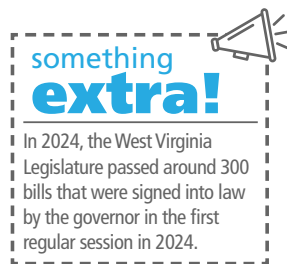 something
extra!
In 2024, the West Virginia
Legislature passed around 300
bills that were signed into law
by the governor in the first
regular session in 2024.